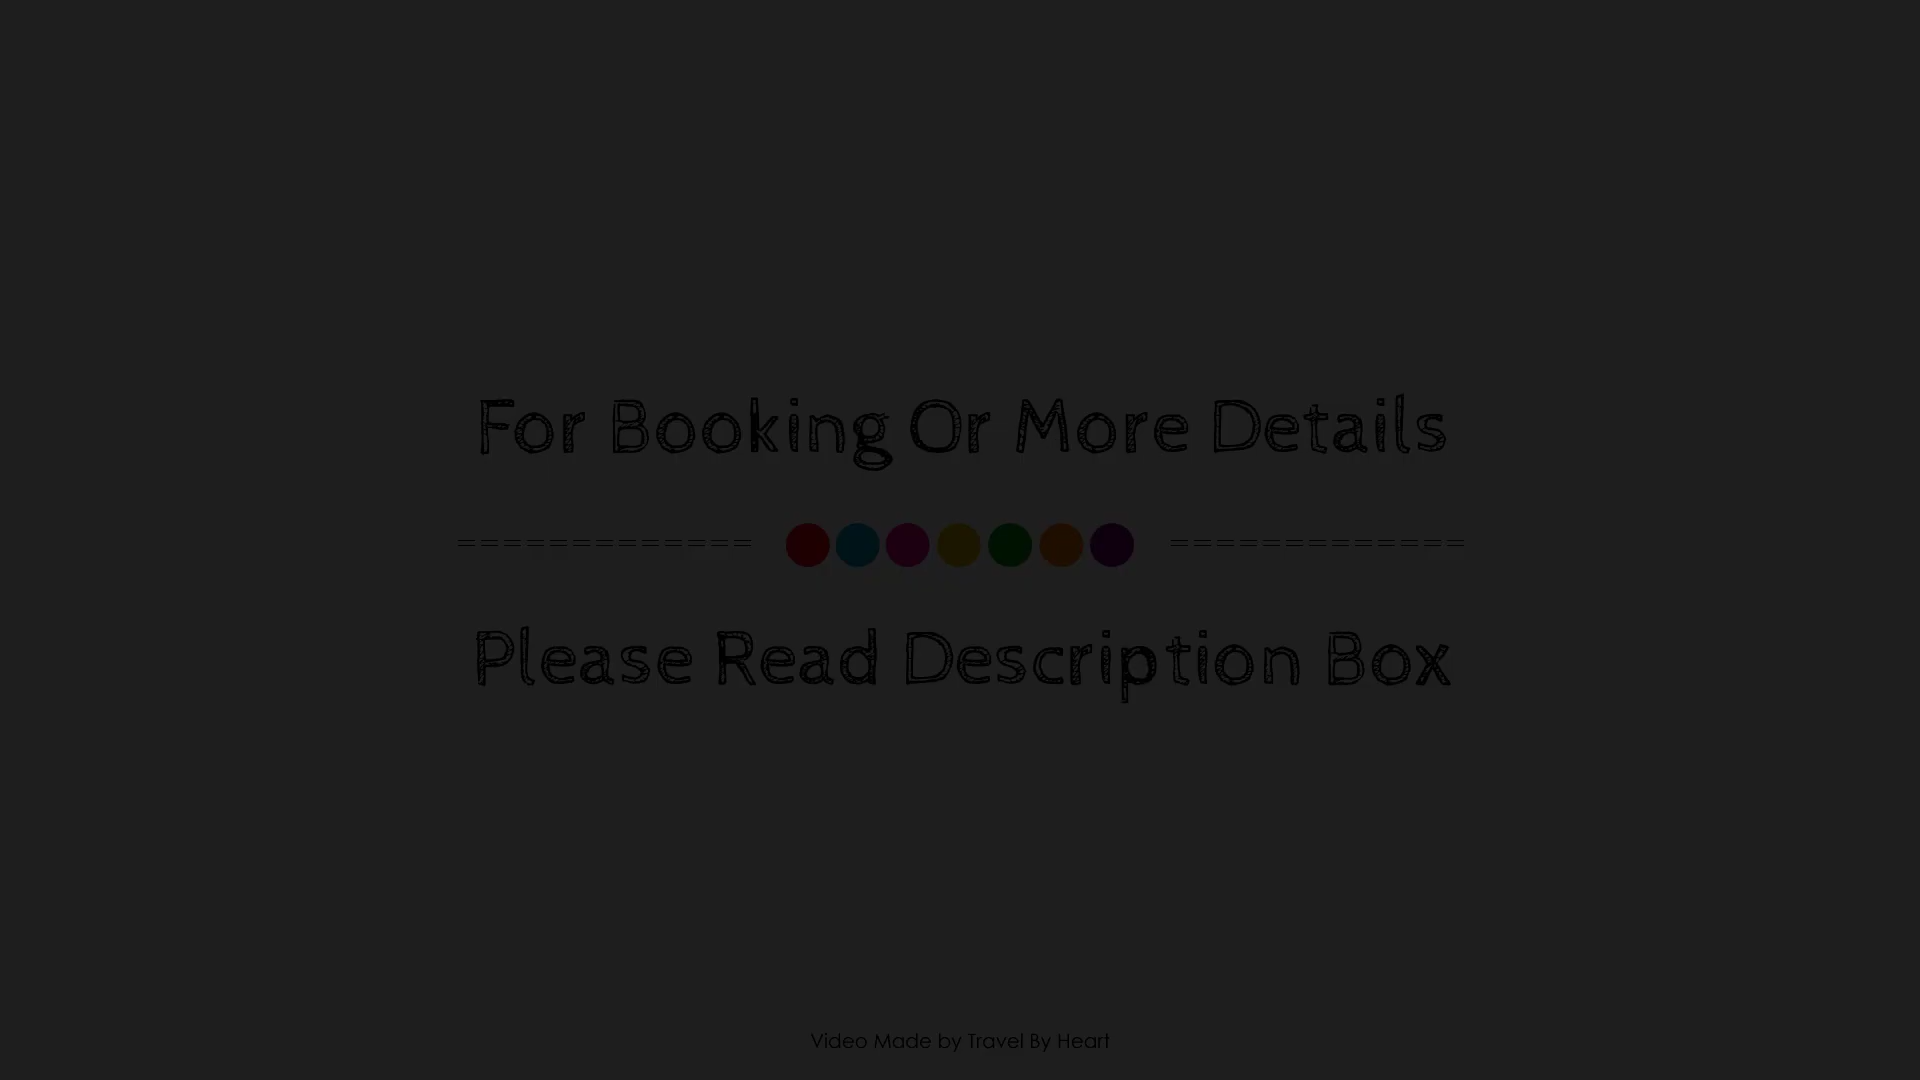 For Booking Or More Details
============= =============
Please Read Description Box
Video Made by Travel By Heart